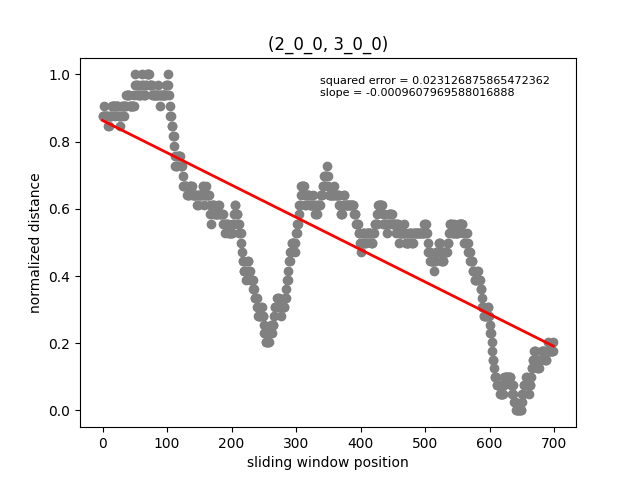 (2_0_0, 3_0_0)
squared error = 0.023126875865472362
slope = -0.0009607969588016888
normalized distance
1.0
0.8
0.6
0.4
0.2
0.0
0 100 200 300 400 500 600 700
sliding window position